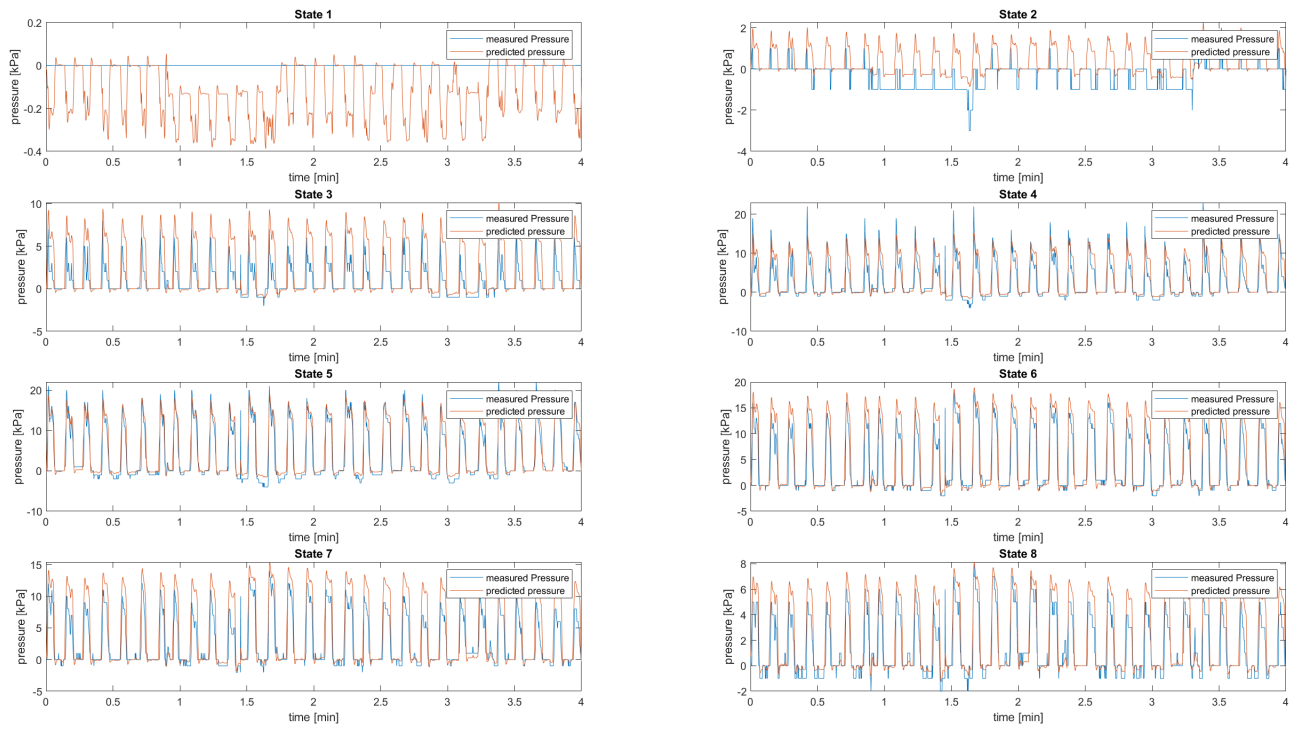 State 1
0.2
0
-0.2
-0.4
pressure [kPa]
measured Pressure
predicted pressure
0 0.5 1 1.5 2 2.5 3 3.5 4
time [min]
State 2
2
0
-2
-4
pressure [kPa]
measured Pressure
predicted pressure
0 0.5 1 1.5 2 2.5 3 3.5 4
time [min]
State 3
10
5
0
-5
pressure [kPa]
measured Pressure
predicted pressure
0 0.5 1 1.5 2 2.5 3 3.5 4
time [min]
State 4
20
10
0
-10
pressure [kPa]
measured Pressure
predicted pressure
0 0.5 1 1.5 2 2.5 3 3.5 4
time [min]
State 5
20
10
0
-10
pressure [kPa]
measured Pressure
predicted pressure
0 0.5 1 1.5 2 2.5 3 3.5 4
time [min]
State 6
20
15
10
5
0
-5
pressure [kPa]
measured Pressure
predicted pressure
0 0.5 1 1.5 2 2.5 3 3.5 4
time [min]
State 7
15
10
5
0
-5
pressure [kPa]
measured Pressure
predicted pressure
0 0.5 1 1.5 2 2.5 3 3.5 4
time [min]
State 8
8
6
4
2
0
-2
pressure [kPa]
measured Pressure
predicted pressure
0 0.5 1 1.5 2 2.5 3 3.5 4
time [min]